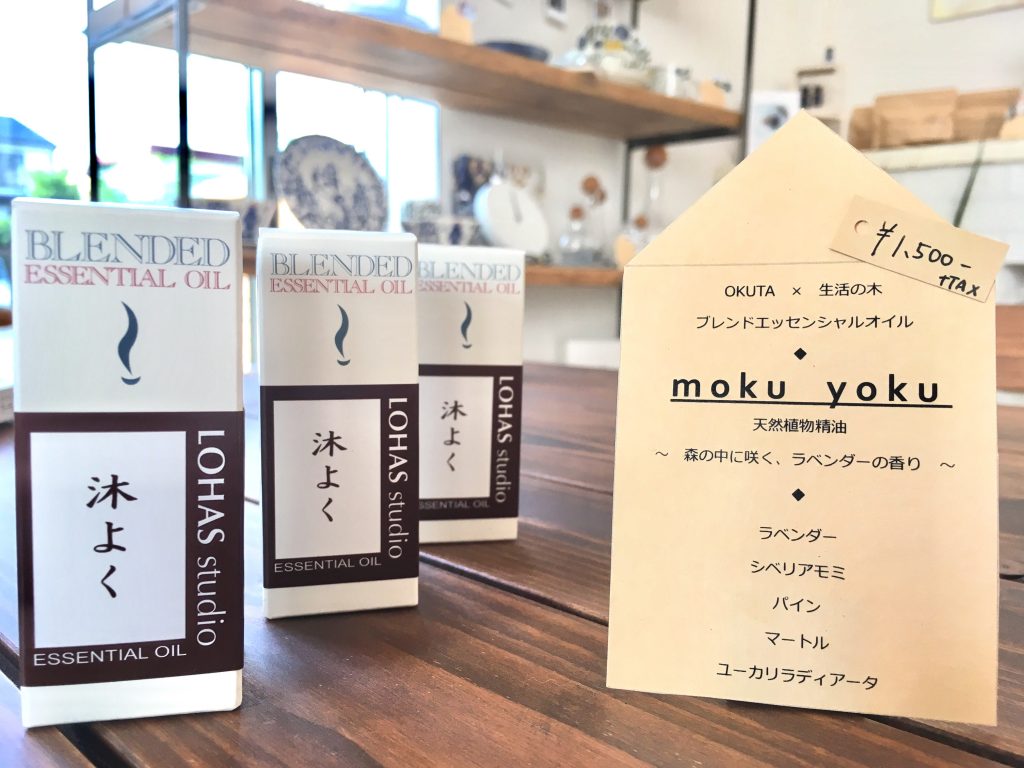 BLENDED
ESSENTIAL OIL
沐よく
LOHAS studio
ESSENTIAL OIL
BLENDED
ESSENTIAL OIL
沐よく
LOHAS studio
ESSENTIAL OIL
BLENDED
ESSENTIAL OIL
沐よく
LOHAS studio
ESSENTIAL OIL
¥1,500-
+TAX
OKUTA × 生活の木
ブレンドエッセンシャルオイル
◆
moku yoku
天然植物精油
〜 森の中に咲く、ラベンダーの香り 〜
◆
ラベンダー
シベリアモミ
パイン
マートル
ユーカリラディアータ